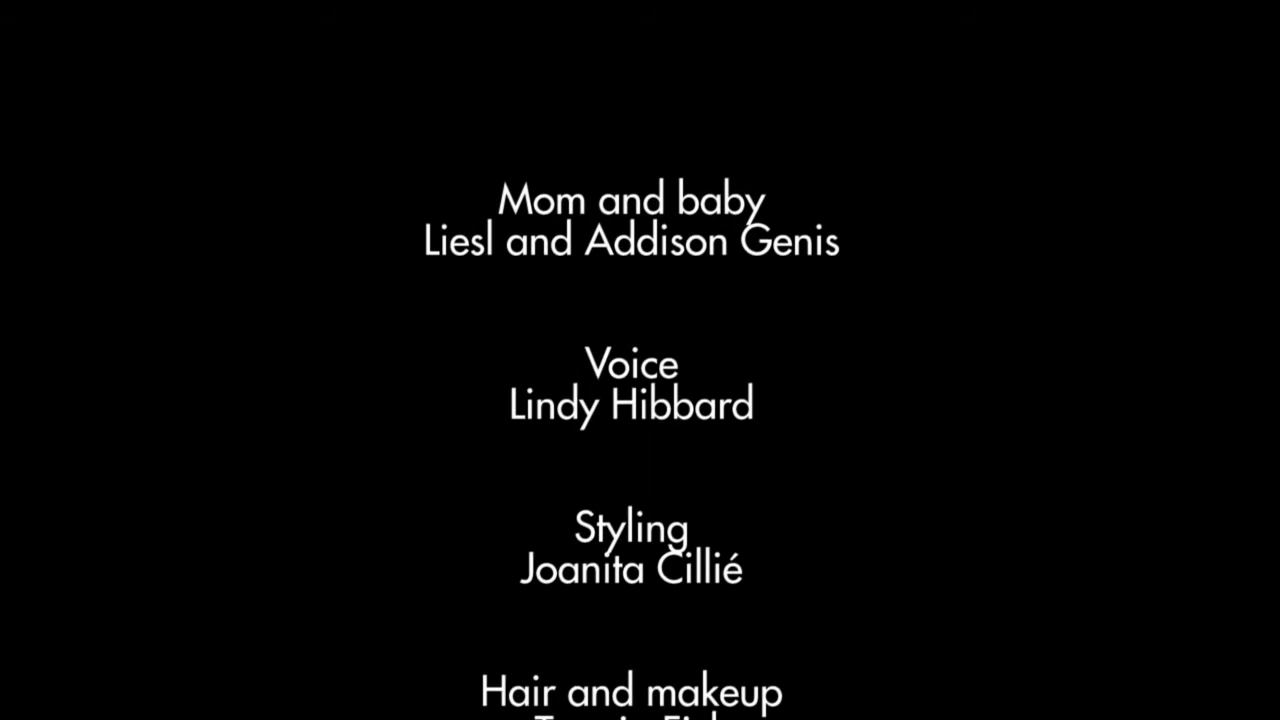 Mom and baby
Liesl and Addison Genis
Voice
Lindy Hibbard
Styling
Joanita Cillié
Hair and makeup